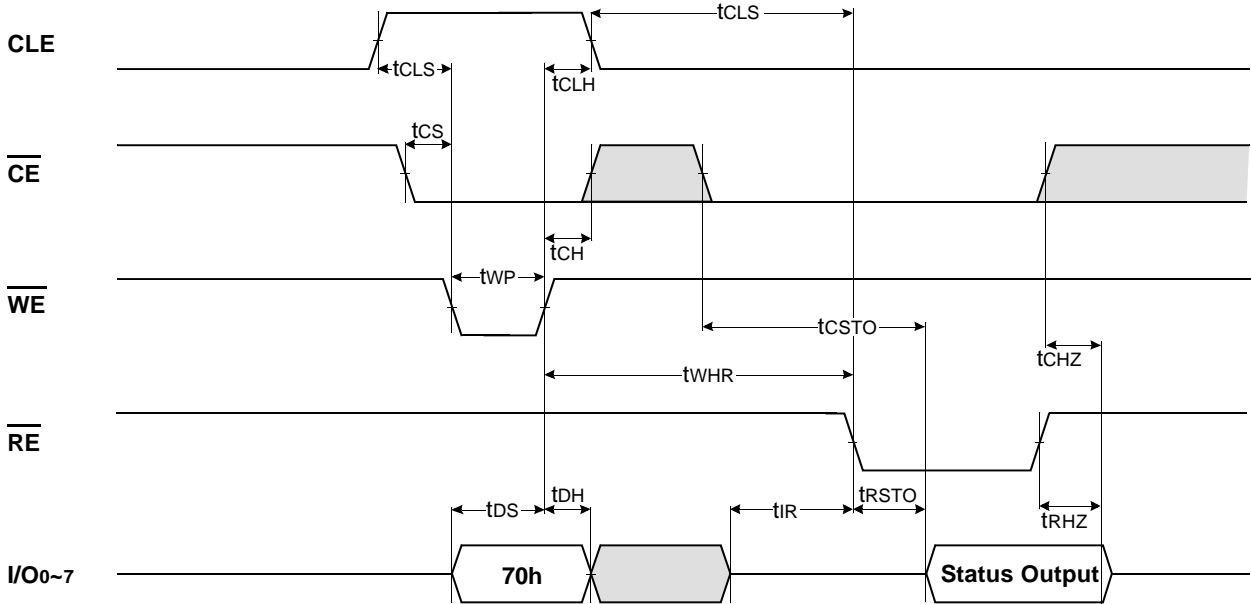 tCLS
CLE
tCLS
tCLH
tCS
CE
tCH
tWP
WE
tCSTO
tCHZ
tWHR
RE
tDH
tDS
tIR
tRSTO
tRHZ
I/O0~7
70h
Status Output